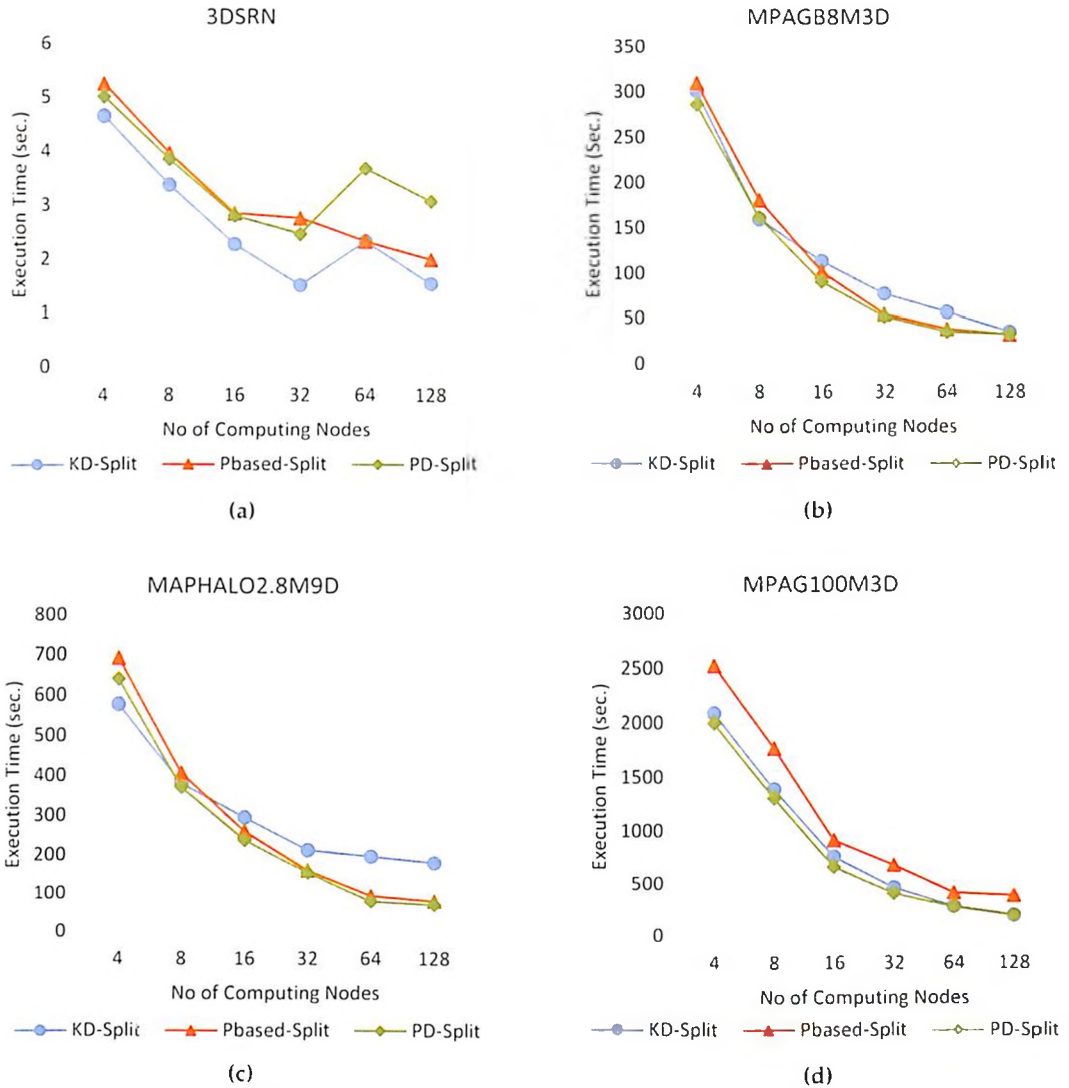 3DSRN
6
5
4
3
2
1
0
Execution Time (sec.)
4 8 16 32 64 128
No of Computing Nodes
KD-Split Pbased-Split PD-Split
(a)
MPAGB8M3D
350
300
250
200
150
100
50
0
Execution Time (Sec.)
4 8 16 32 64 128
No of Computing Nodes
KD-Split Pbased-Split PD-Split
(b)
MAPHALO2.8M9D
800
700
600
500
400
300
200
100
0
Execution Time (sec.)
4 8 16 32 64 128
No of Computing Nodes
KD-Split Pbased-Split PD-Split
(c)
MPAG100M3D
3000
2500
2000
1500
1000
500
0
Execution Time (sec.)
4 8 16 32 64 128
No of Computing Nodes
KD-Split Pbased-Split PD-Split
(d)